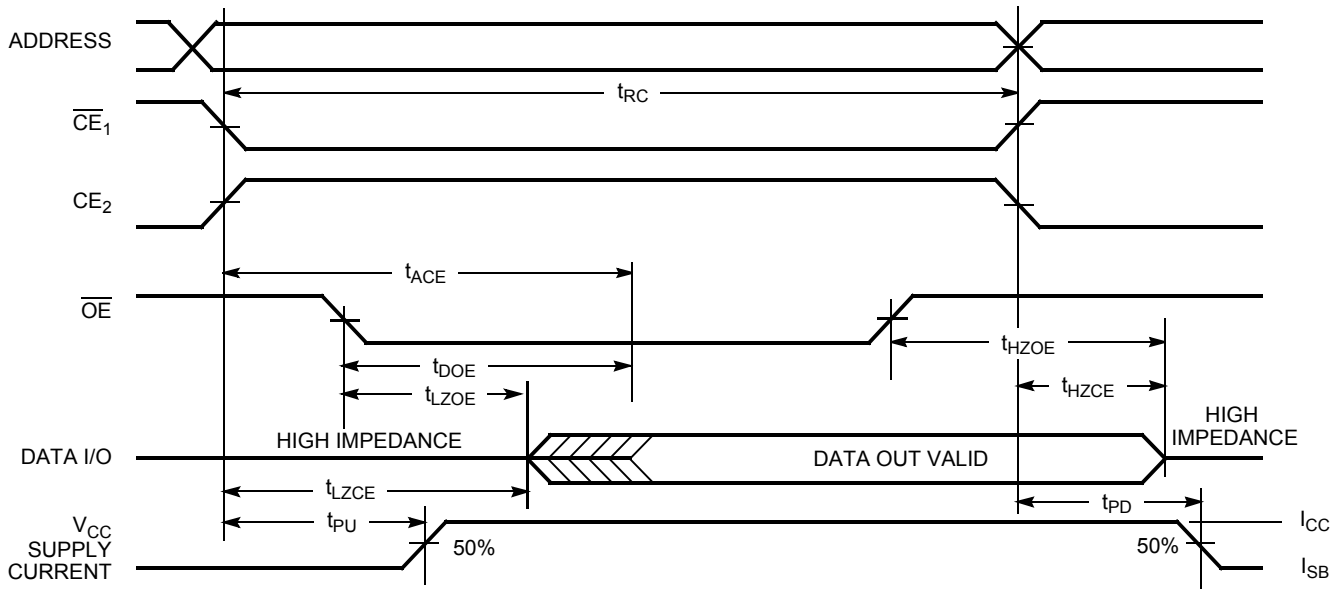 ADDRESS
tRC
CE1
CE2
tACE
OE
tHZOE
tDOE
tHZCE
tLZOE
HIGH IMPEDANCE
HIGH
IMPEDANCE
DATA I/O
DATA OUT VALID
tLZCE
tPD
VCC
SUPPLY
CURRENT
tPU
50%
50%
ICC
ISB